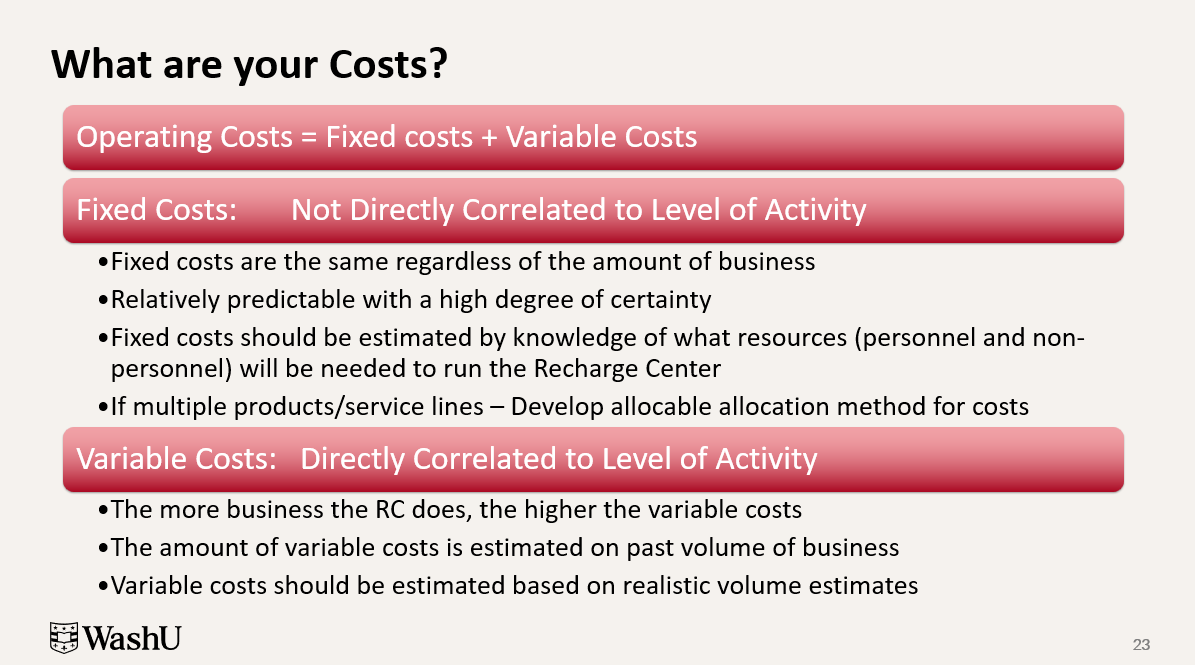 What are your Costs?
Operating Costs = Fixed costs + Variable Costs
Fixed Costs: Not Directly Correlated to Level of Activity
•Fixed costs are the same regardless of the amount of business
•Relatively predictable with a high degree of certainty
•Fixed costs should be estimated by knowledge of what resources (personnel and non-
personnel) will be needed to run the Recharge Center
•If multiple products/service lines – Develop allocable allocation method for costs
Variable Costs: Directly Correlated to Level of Activity
•The more business the RC does, the higher the variable costs
•The amount of variable costs is estimated on past volume of business
•Variable costs should be estimated based on realistic volume estimates
WashU
23